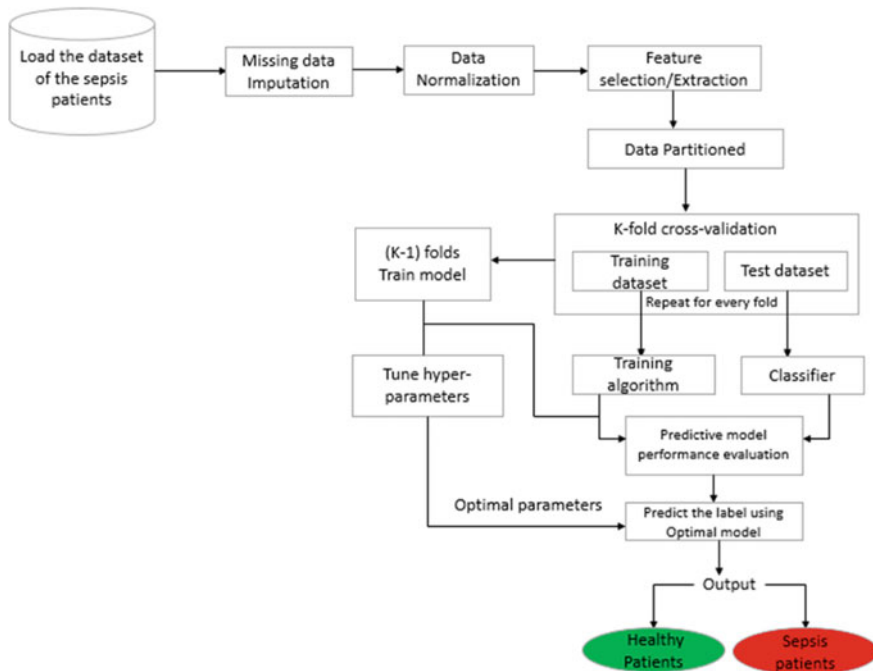 Load the dataset
of the sepsis
patients
Missing data
Imputation
Data
Normalization
Feature
selection/Extraction
Data Partitioned
K-fold cross-validation
Training
dataset
Test dataset
Repeat for every fold
(K-1) folds
Train model
Tune hyper-
parameters
Training
algorithm
Classifier
Predictive model
performance evaluation
Optimal parameters
Predict the label using
Optimal model
Output
Healthy
Patients
Sepsis
patients